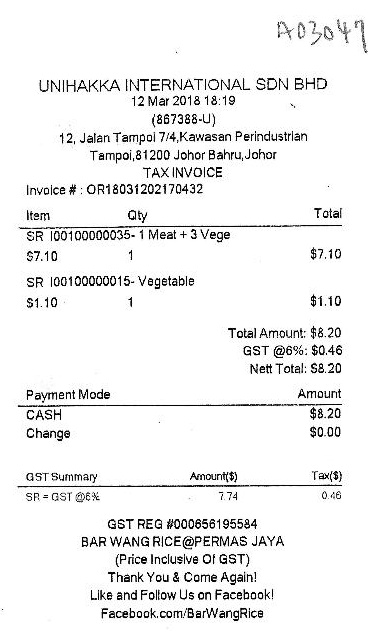 A03047
UNIHAKKA INTERNATIONAL SDN BHD
12 Mar 2018 18:19
(867388-U)
12, Jalan Tampoi 7/4,Kawasan Perindustrian
Tampoi,81200 Johor Bahru,Johor
TAX INVOICE
Invoice # : OR18031202170432
Item Qty Total
SR I00100000035- 1 Meat + 3 Vege
$7.10 1 $7.10
SR I00100000015- Vegetable
$1.10 1 $1.10
Total Amount: $8.20
GST @6%: $0.46
Nett Total: $8.20
Payment Mode Amount
CASH $8.20
Change $0.00
GST Summary Amount($) Tax($)
SR = GST @6% 7.74 0.46
GST REG #000656195584
BAR WANG RICE@PERMAS JAYA
(Price Inclusive Of GST)
Thank You & Come Again!
Like and Follow Us on Facebook!
Facebook.com/BarWangRice